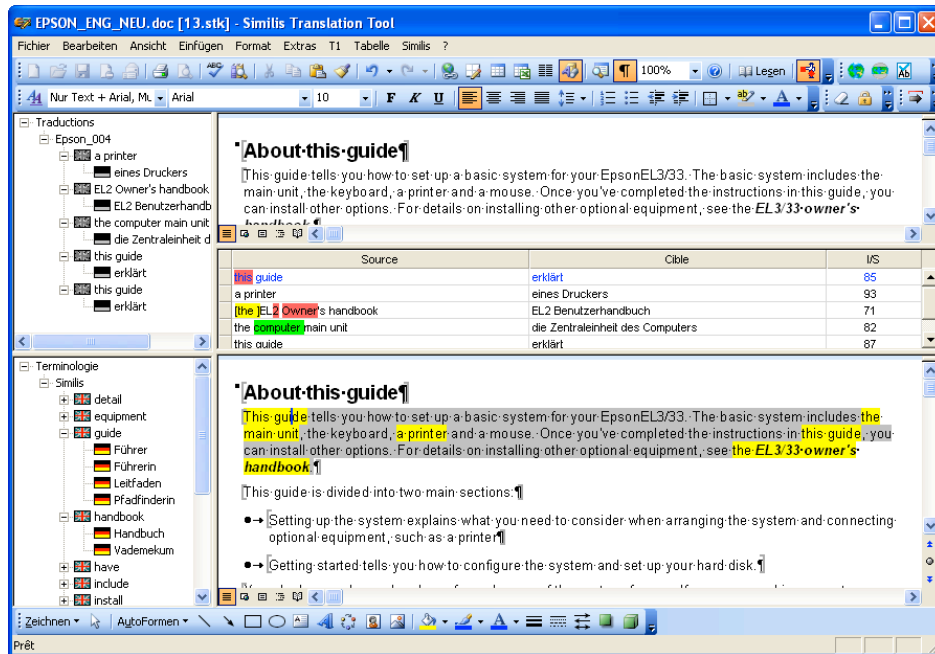 EPSON_ENG_NEU.doc [13.stk] - Similis Translation Tool
Fichier Bearbeiten Ansicht Einfügen Format Extras T1 Tabelle Similis ?
100% Lesen
Nur Text + Arial, Mu Arial 10 F K U
Traductions
Epson_004
a printer
eines Druckers
EL2 Owner's handbook
EL2 Benutzerhandb
the computer main unit
die Zentraleinheit d
this guide
erklärt
this guide
erklärt
About·this·guide¶
This·guide·tells·you·how·to·set·up·a·basic·system·for·your·EpsonEL3/33.·The·basic·system·includes·the·
main·unit,·the·keyboard,·a·printer·and·a·mouse.·Once·you've·completed·the·instructions·in·this·guide,·you·
can·install·other·options.·For·details·on·installing·other·optional·equipment,·see·the·EL3/33·owner's·
handbook.¶
Source Cible I/S
this guide erklärt 85
a printer eines Druckers 93
[the ]EL2 Owner's handbook EL2 Benutzerhandbuch 71
the computer main unit die Zentraleinheit des Computers 82
this guide erklärt 87
Terminologie
Similis
detail
equipment
guide
Führer
Führerin
Leitfaden
Pfadfinderin
handbook
Handbuch
Vademekum
have
include
install
About·this·guide¶
This·guide·tells·you·how·to·set·up·a·basic·system·for·your·EpsonEL3/33.·The·basic·system·includes·the·
main·unit,·the·keyboard,·a·printer·and·a·mouse.·Once·you've·completed·the·instructions·in·this·guide,·you·
can·install·other·options.·For·details·on·installing·other·optional·equipment,·see·the·EL3/33·owner's·
handbook.¶
This·guide·is·divided·into·two·main·sections:¶
●→Setting·up·the·system·explains·what·you·need·to·consider·when·arranging·the·system·and·connecting·
optional·equipment,·such·as·a·printer¶
●→Getting·started·tells·you·how·to·configure·the·system·and·set·up·your·hard·disk.¶
Zeichnen AutoFormen
Prêt